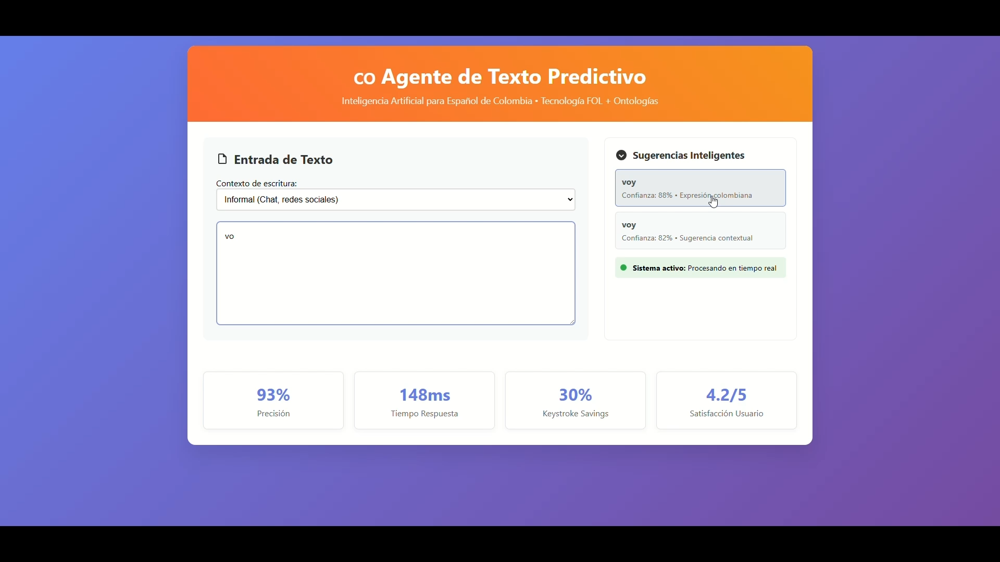 CO Agente de Texto Predictivo
Inteligencia Artificial para Español de Colombia • Tecnología FOL + Ontologías
Entrada de Texto
Contexto de escritura:
Informal (Chat, redes sociales)
vo
Sugerencias Inteligentes
voy
Confianza: 88% • Expresión colombiana
voy
Confianza: 82% • Sugerencia contextual
Sistema activo: Procesando en tiempo real
93%
Precisión
148ms
Tiempo Respuesta
30%
Keystroke Savings
4.2/5
Satisfacción Usuario